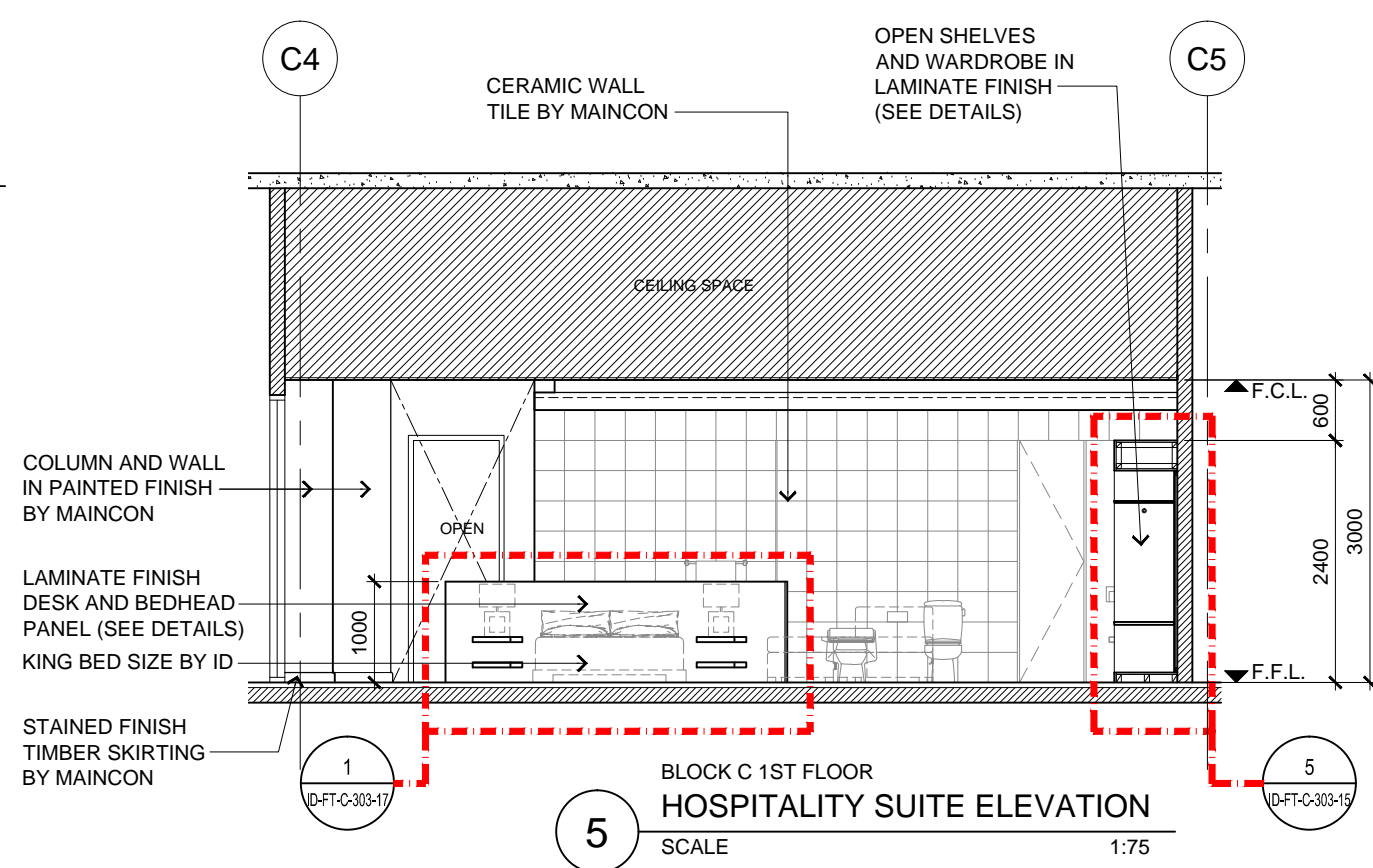 C4
C5
OPEN SHELVES
AND WARDROBE IN
LAMINATE FINISH
(SEE DETAILS)
CERAMIC WALL
TILE BY MAINCON
CEILING SPACE
F.C.L.
600
COLUMN AND WALL
IN PAINTED FINISH
BY MAINCON
OPEN
2400
3000
LAMINATE FINISH
DESK AND BEDHEAD
PANEL (SEE DETAILS)
1000
KING BED SIZE BY ID
F.F.L.
STAINED FINISH
TIMBER SKIRTING
BY MAINCON
1
ID-FT-C-303-17
5
ID-FT-C-303-15
BLOCK C 1ST FLOOR
5
HOSPITALITY SUITE ELEVATION
SCALE 1:75